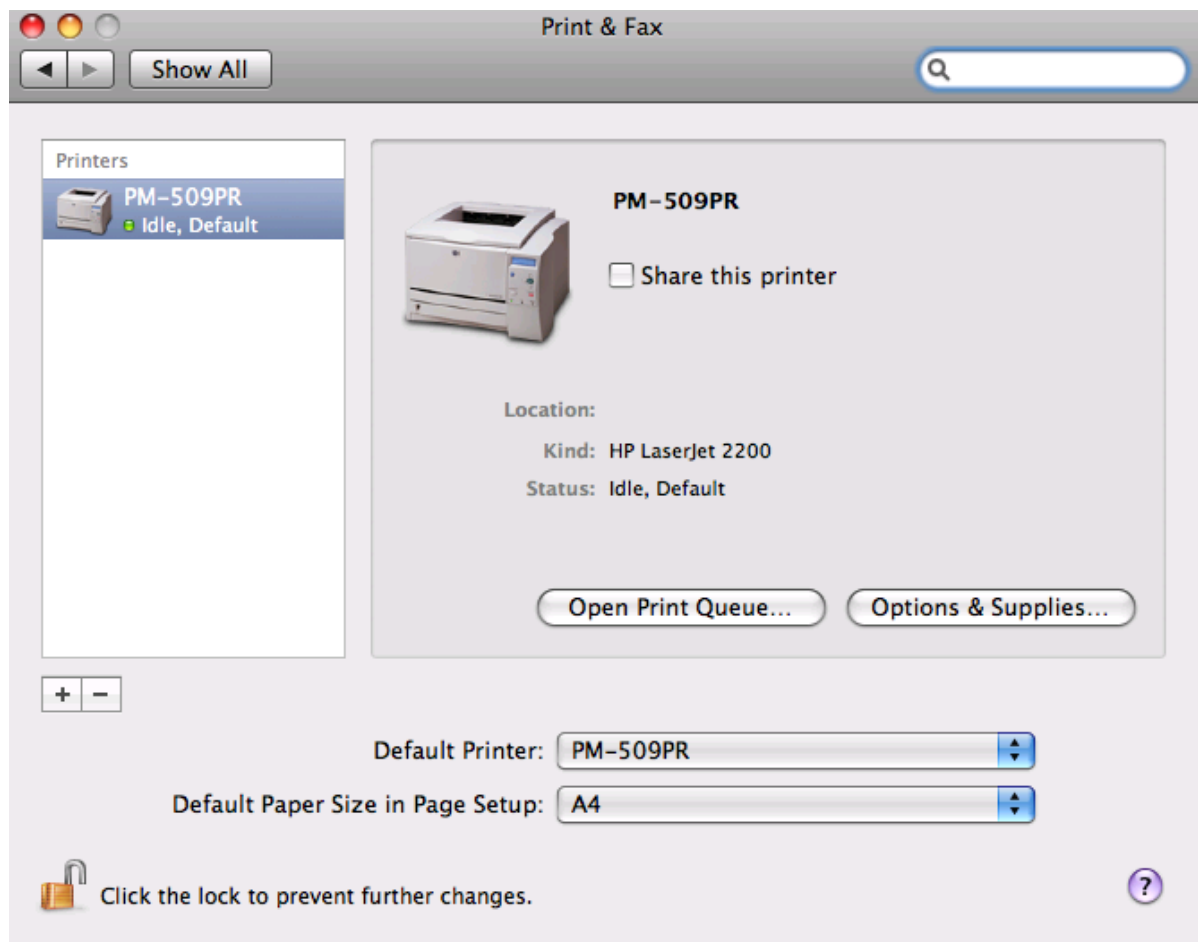 Print & Fax
Show All
Printers
PM-509PR
Idle, Default
PM-509PR
Share this printer
Location:
Kind: HP LaserJet 2200
Status: Idle, Default
Open Print Queue...
Options & Supplies...
+ −
Default Printer: PM-509PR
Default Paper Size in Page Setup: A4
Click the lock to prevent further changes.
?